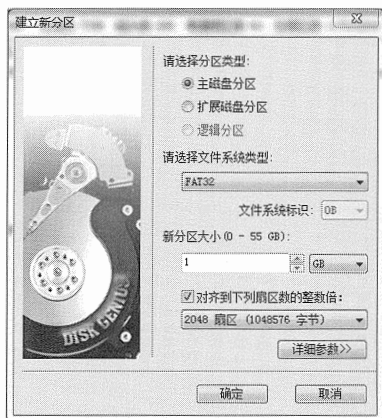 建立新分区
请选择分区类型:
主磁盘分区
扩展磁盘分区
逻辑分区
请选择文件系统类型:
FAT32
文件系统标识: 0B
新分区大小(0 - 55 GB):
1 GB
对齐到下列扇区数的整数倍:
2048 扇区 (1048576 字节)
详细参数>>
DISK GENIUS
确定 取消